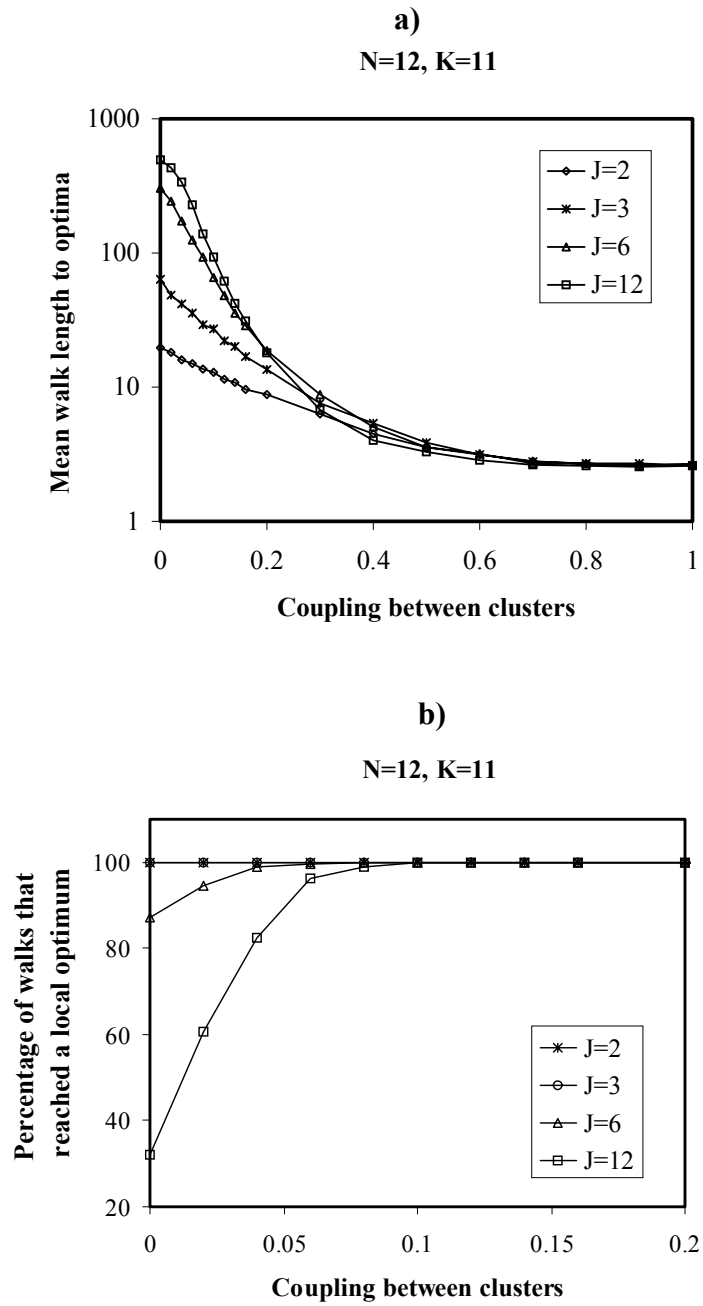 a)
N=12, K=11
Mean walk length to optima
1000
100
10
1
J=2
J=3
J=6
J=12
0
0.2
0.4
0.6
0.8
1
Coupling between clusters
b)
N=12, K=11
Percentage of walks that
reached a local optimum
100
80
60
40
20
J=2
J=3
J=6
J=12
0
0.05
0.1
0.15
0.2
Coupling between clusters